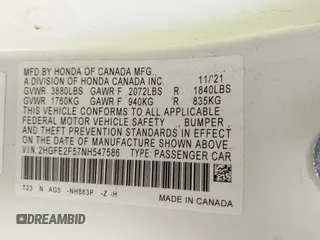 MFD.BY HONDA OF CANADA MFG.,
A DIVISION OF HONDA CANADA INC. 11/21
GVWR 3880LBS GAWR F 2072LBS R 1840LBS
GVWR 1760KG GAWR F 940KG R 835KG
THIS VEHICLE CONFORMS TO ALL APPLICABLE
FEDERAL MOTOR VEHICLE SAFETY AND THEFT
PREVENTION STANDARDS IN EFFECT ON THE
DATE OF MANUFACTURE SHOWN ABOVE.
V.I.N. 2HGFE2F57NH547586 TYPE: PASSENGER CAR
T23 N AG5 -NH883P -Z -H
MADE IN CANADA
DREAMBID